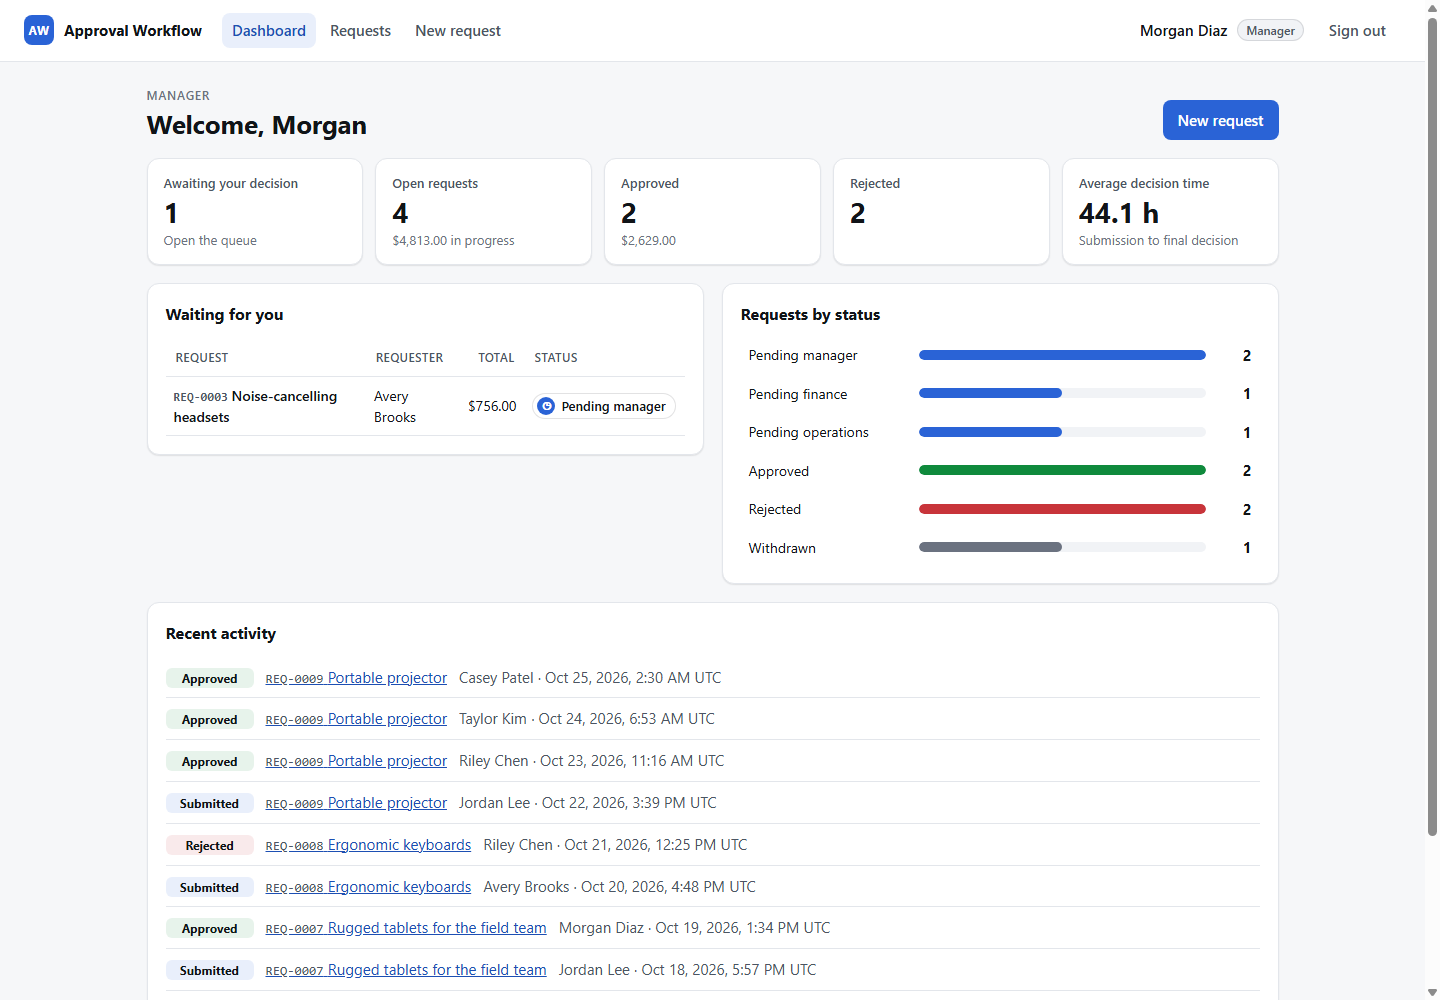 AW Approval Workflow Dashboard Requests New request Morgan Diaz Manager Sign out
MANAGER
Welcome, Morgan
New request
Awaiting your decision
1
Open the queue
Open requests
4
$4,813.00 in progress
Approved
2
$2,629.00
Rejected
2
Average decision time
44.1 h
Submission to final decision
Waiting for you
REQUEST REQUESTER TOTAL STATUS
REQ-0003 Noise-cancelling headsets Avery Brooks $756.00 Pending manager
Requests by status
Pending manager 2
Pending finance 1
Pending operations 1
Approved 2
Rejected 2
Withdrawn 1
Recent activity
Approved REQ-0009 Portable projector Casey Patel · Oct 25, 2026, 2:30 AM UTC
Approved REQ-0009 Portable projector Taylor Kim · Oct 24, 2026, 6:53 AM UTC
Approved REQ-0009 Portable projector Riley Chen · Oct 23, 2026, 11:16 AM UTC
Submitted REQ-0009 Portable projector Jordan Lee · Oct 22, 2026, 3:39 PM UTC
Rejected REQ-0008 Ergonomic keyboards Riley Chen · Oct 21, 2026, 12:25 PM UTC
Submitted REQ-0008 Ergonomic keyboards Avery Brooks · Oct 20, 2026, 4:48 PM UTC
Approved REQ-0007 Rugged tablets for the field team Morgan Diaz · Oct 19, 2026, 1:34 PM UTC
Submitted REQ-0007 Rugged tablets for the field team Jordan Lee · Oct 18, 2026, 5:57 PM UTC